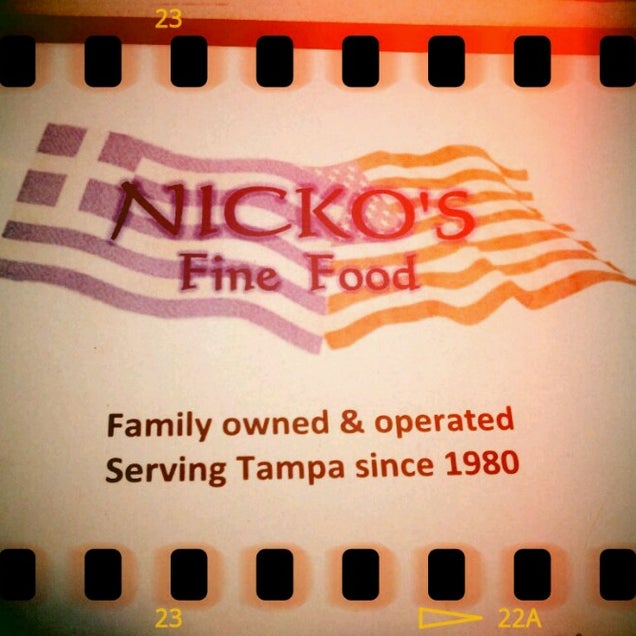 23
NICKO'S
Fine Food
Family owned & operated
Serving Tampa since 1980
23 22A